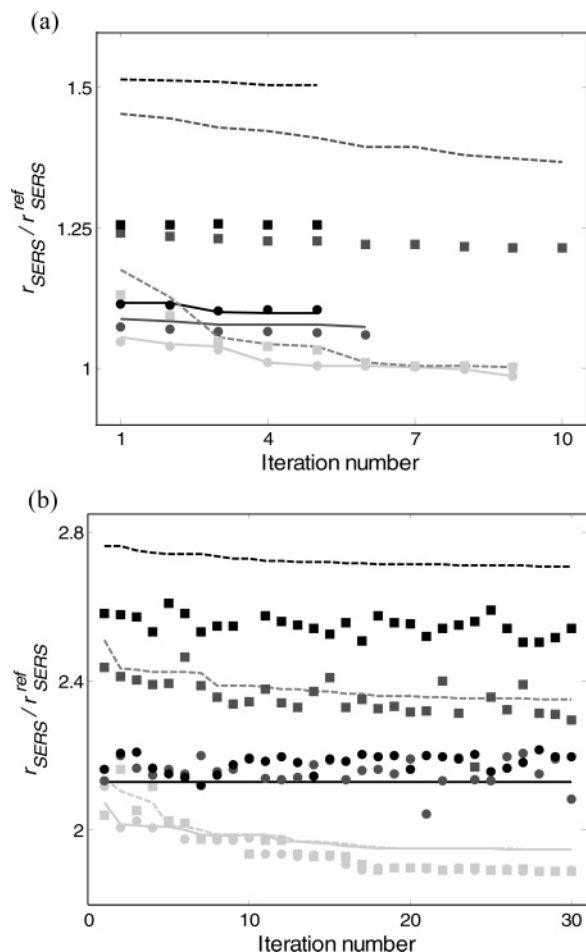 (a)
1.5
1.25
1
r_SERS / r_SERS^ref
1
4
7
10
Iteration number
(b)
2.8
2.4
2
r_SERS / r_SERS^ref
0
10
20
30
Iteration number